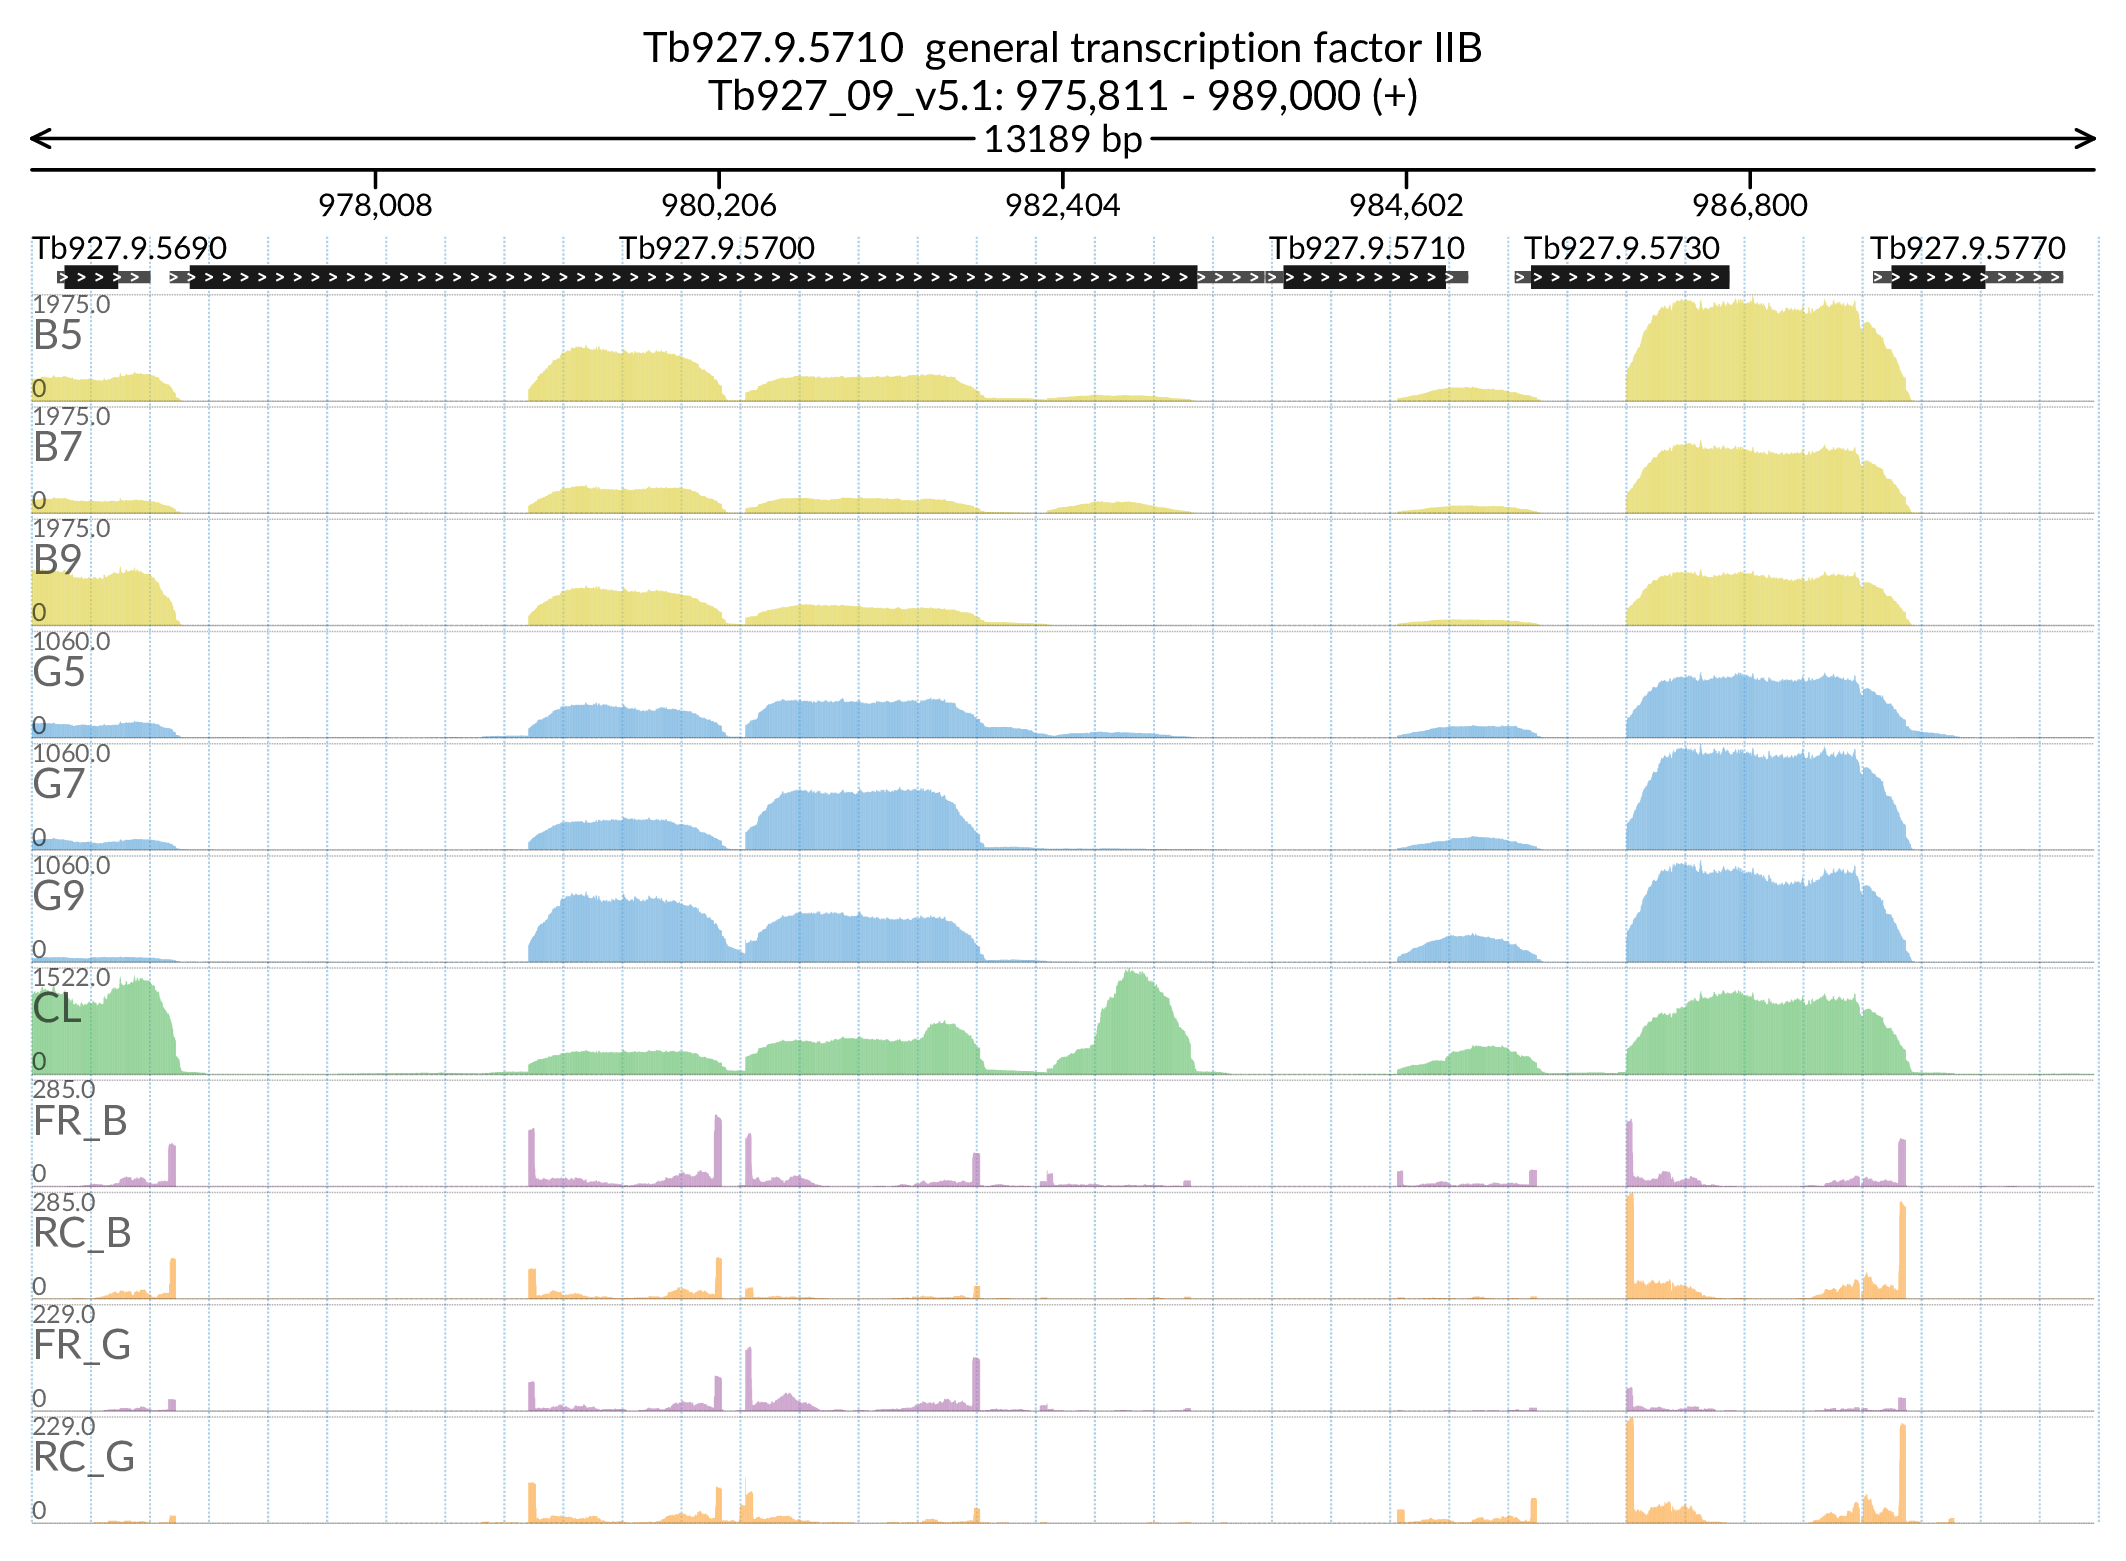 Tb927.9.5710 general transcription factor IIB
Tb927_09_v5.1: 975,811 - 989,000 (+)
13189 bp
978,008 980,206 982,404 984,602 986,800
Tb927.9.5690 Tb927.9.5700 Tb927.9.5710 Tb927.9.5730 Tb927.9.5770
1975.0
B5
0
1975.0
B7
0
1975.0
B9
0
1060.0
G5
0
1060.0
G7
0
1060.0
G9
0
1522.0
CL
0
285.0
FR_B
0
285.0
RC_B
0
229.0
FR_G
0
229.0
RC_G
0